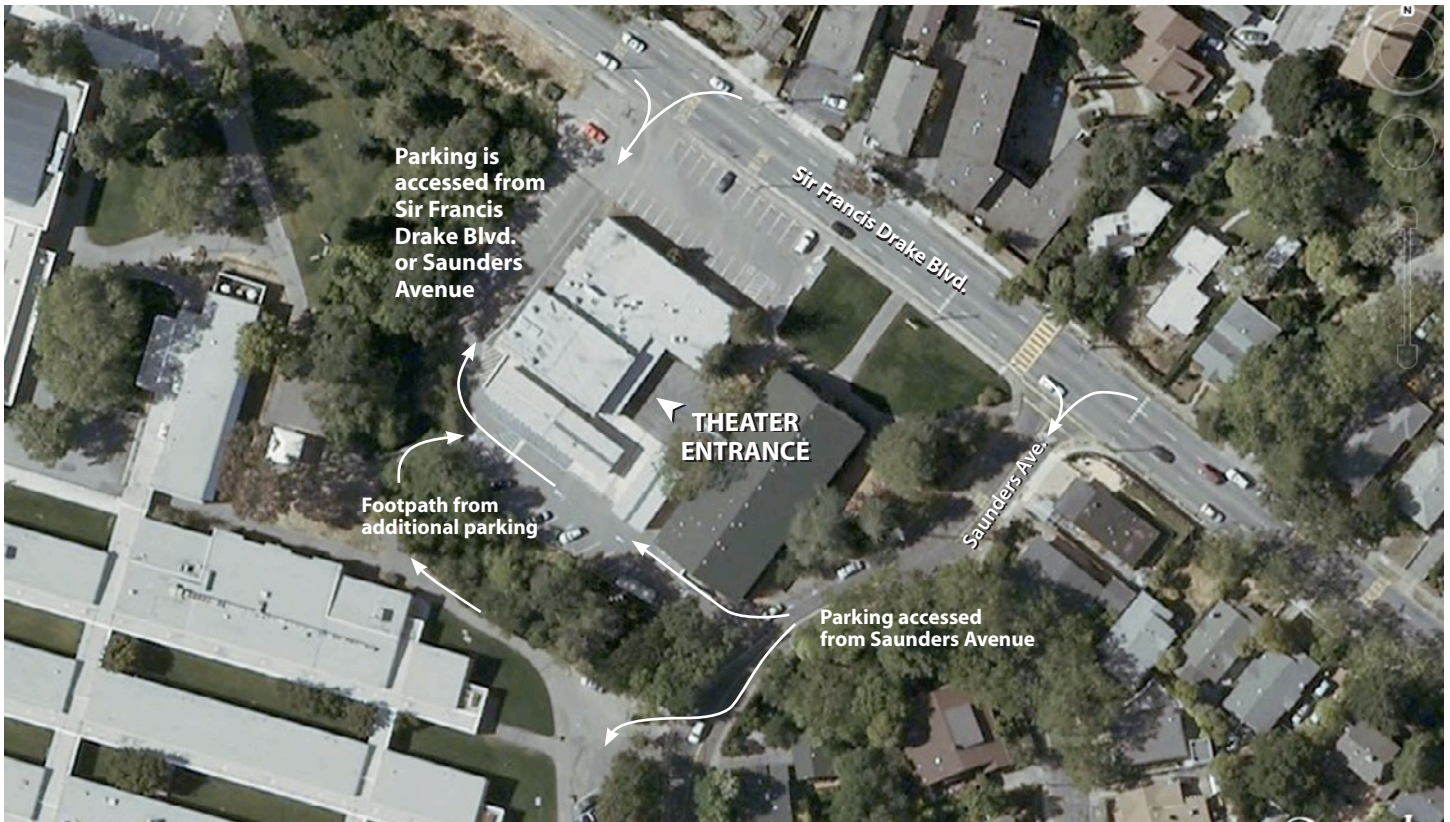 N
Parking is
accessed from
Sir Francis
Drake Blvd.
or Saunders
Avenue
Sir Francis Drake Blvd.
THEATER
ENTRANCE
Saunders Ave.
Footpath from
additional parking
Parking accessed
from Saunders Avenue